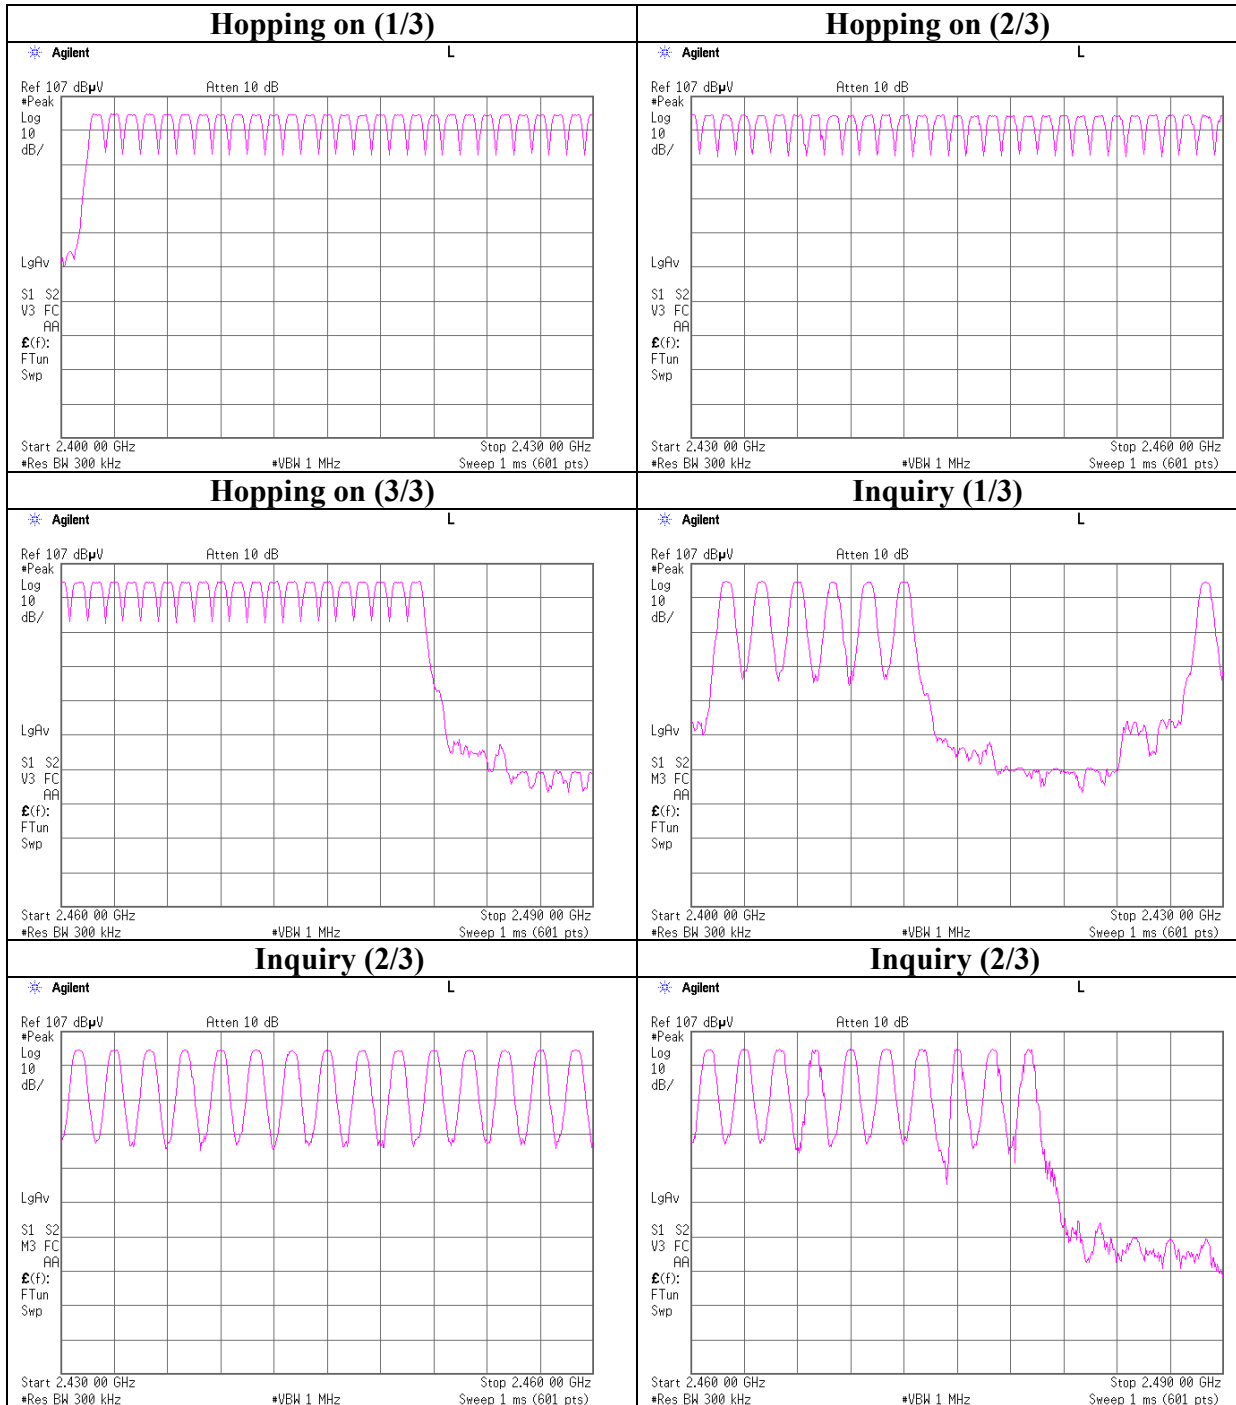 Hopping on (1/3)
Agilent
L
Ref 107 dBµV
Atten 10 dB
#Peak
Log
10
dB/
LgAv
S1 S2
V3 FC
AA
£(f):
FTun
Swp
Start 2.400 00 GHz
Stop 2.430 00 GHz
#Res BW 300 kHz
#VBW 1 MHz
Sweep 1 ms (601 pts)
Hopping on (2/3)
Agilent
L
Ref 107 dBµV
Atten 10 dB
#Peak
Log
10
dB/
LgAv
S1 S2
V3 FC
AA
£(f):
FTun
Swp
Start 2.430 00 GHz
Stop 2.460 00 GHz
#Res BW 300 kHz
#VBW 1 MHz
Sweep 1 ms (601 pts)
Hopping on (3/3)
Agilent
L
Ref 107 dBµV
Atten 10 dB
#Peak
Log
10
dB/
LgAv
S1 S2
V3 FC
AA
£(f):
FTun
Swp
Start 2.460 00 GHz
Stop 2.490 00 GHz
#Res BW 300 kHz
#VBW 1 MHz
Sweep 1 ms (601 pts)
Inquiry (1/3)
Agilent
L
Ref 107 dBµV
Atten 10 dB
#Peak
Log
10
dB/
LgAv
S1 S2
M3 FC
AA
£(f):
FTun
Swp
Start 2.400 00 GHz
Stop 2.430 00 GHz
#Res BW 300 kHz
#VBW 1 MHz
Sweep 1 ms (601 pts)
Inquiry (2/3)
Agilent
L
Ref 107 dBµV
Atten 10 dB
#Peak
Log
10
dB/
LgAv
S1 S2
M3 FC
AA
£(f):
FTun
Swp
Start 2.430 00 GHz
Stop 2.460 00 GHz
#Res BW 300 kHz
#VBW 1 MHz
Sweep 1 ms (601 pts)
Inquiry (2/3)
Agilent
L
Ref 107 dBµV
Atten 10 dB
#Peak
Log
10
dB/
LgAv
S1 S2
V3 FC
AA
£(f):
FTun
Swp
Start 2.460 00 GHz
Stop 2.490 00 GHz
#Res BW 300 kHz
#VBW 1 MHz
Sweep 1 ms (601 pts)